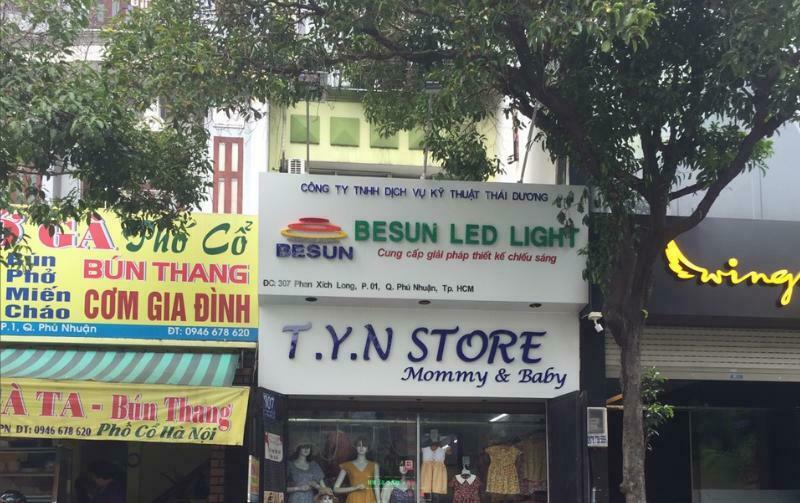 GÀ Phố Cổ
Bún
Phở
Miến
Cháo
BÚN THANG
CƠM GIA ĐÌNH
P.1, Q. Phú Nhuận
ĐT: 0946 678 620
TA - Bún Thang
ĐT: 0946 678 620
Phố Cổ Hà Nội
CÔNG TY TNHH DỊCH VỤ KỸ THUẬT THÁI DƯƠNG
BESUN
BESUN LED LIGHT
Cung cấp giải pháp thiết kế chiếu sáng
ĐC: 307 Phan Xích Long, P. 01, Q. Phú Nhuận, Tp. HCM
T.Y.N STORE
Mommy & Baby
wing